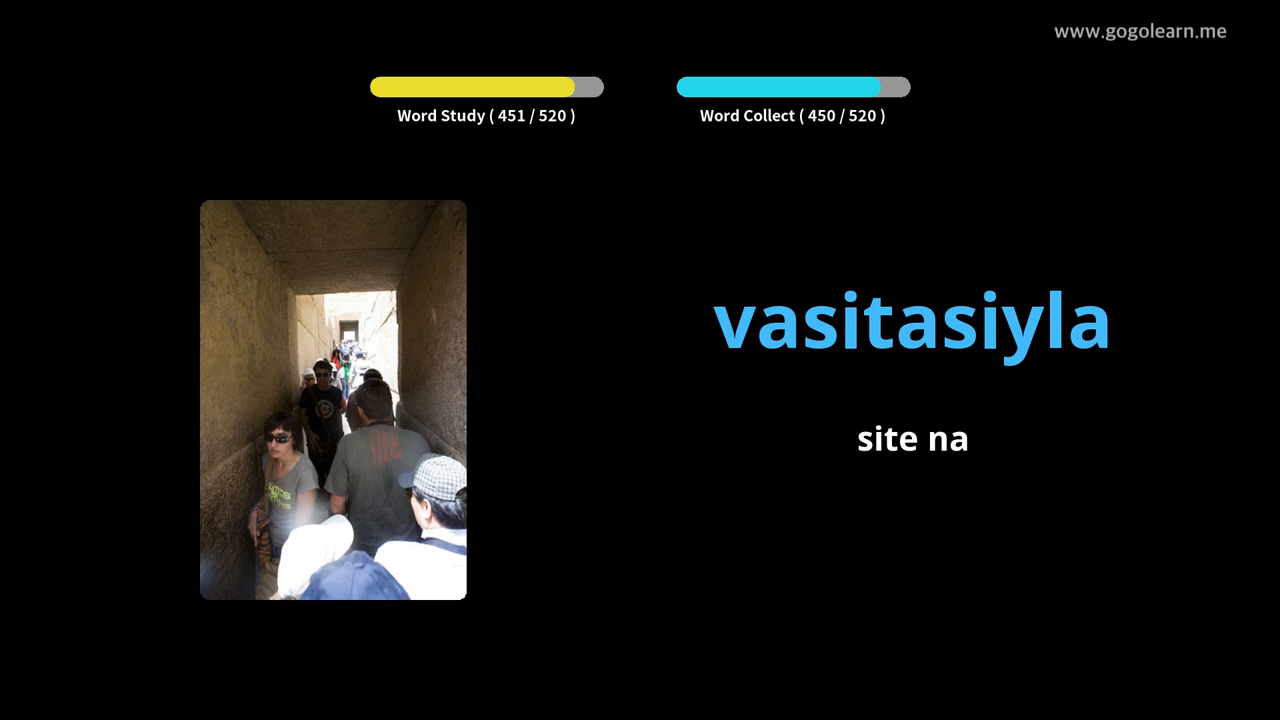 www.gogolearn.me
Word Study ( 451 / 520 )
Word Collect ( 450 / 520 )
vasitasiyla
site na